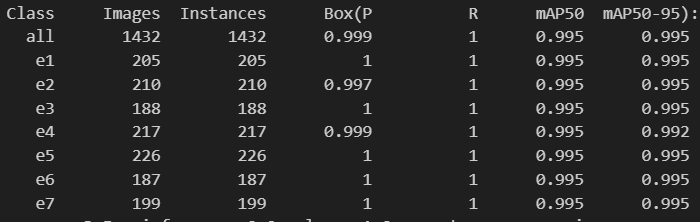 Class Images Instances Box(P R mAP50 mAP50-95):
all 1432 1432 0.999 1 0.995 0.995
e1 205 205 1 1 0.995 0.995
e2 210 210 0.997 1 0.995 0.995
e3 188 188 1 1 0.995 0.995
e4 217 217 0.999 1 0.995 0.992
e5 226 226 1 1 0.995 0.995
e6 187 187 1 1 0.995 0.995
e7 199 199 1 1 0.995 0.995